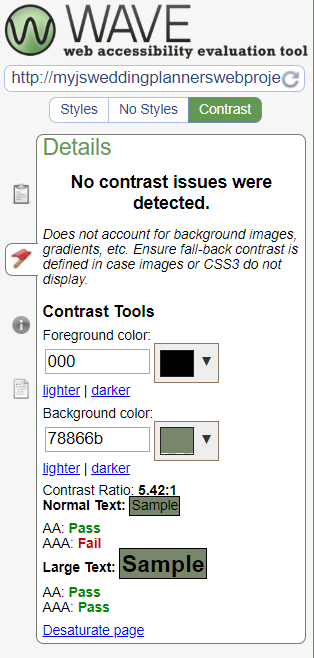 WAVE
web accessibility evaluation tool
http://myjsweddingplannerswebproje
Styles No Styles Contrast
Details
No contrast issues were
detected.
Does not account for background images,
gradients, etc. Ensure fall-back contrast is
defined in case images or CSS3 do not
display.
Contrast Tools
Foreground color:
000
lighter | darker
Background color:
78866b
lighter | darker
Contrast Ratio: 5.42:1
Normal Text: Sample
AA: Pass
AAA: Fail
Large Text: Sample
AA: Pass
AAA: Pass
Desaturate page